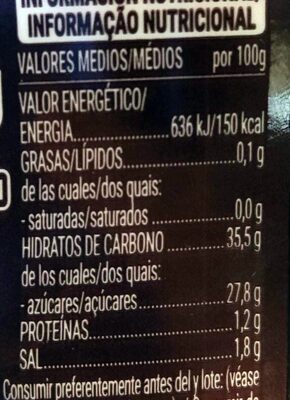 INFORMACIÓN NUTRICIONAL/
INFORMAÇÃO NUTRICIONAL
VALORES MEDIOS/MÉDIOS por 100g
VALOR ENERGÉTICO/
ENERGIA..................636 kJ/150 kcal
GRASAS/LÍPIDOS..................0,1 g
de las cuales/dos quais:
- saturadas/saturados ..................0,0 g
HIDRATOS DE CARBONO ............35,5 g
de los cuales/dos quais:
- azúcares/açúcares..................27,8 g
PROTEÍNAS..................1,2 g
SAL..................1,8 g
Consumir preferentemente antes del y lote: (véase